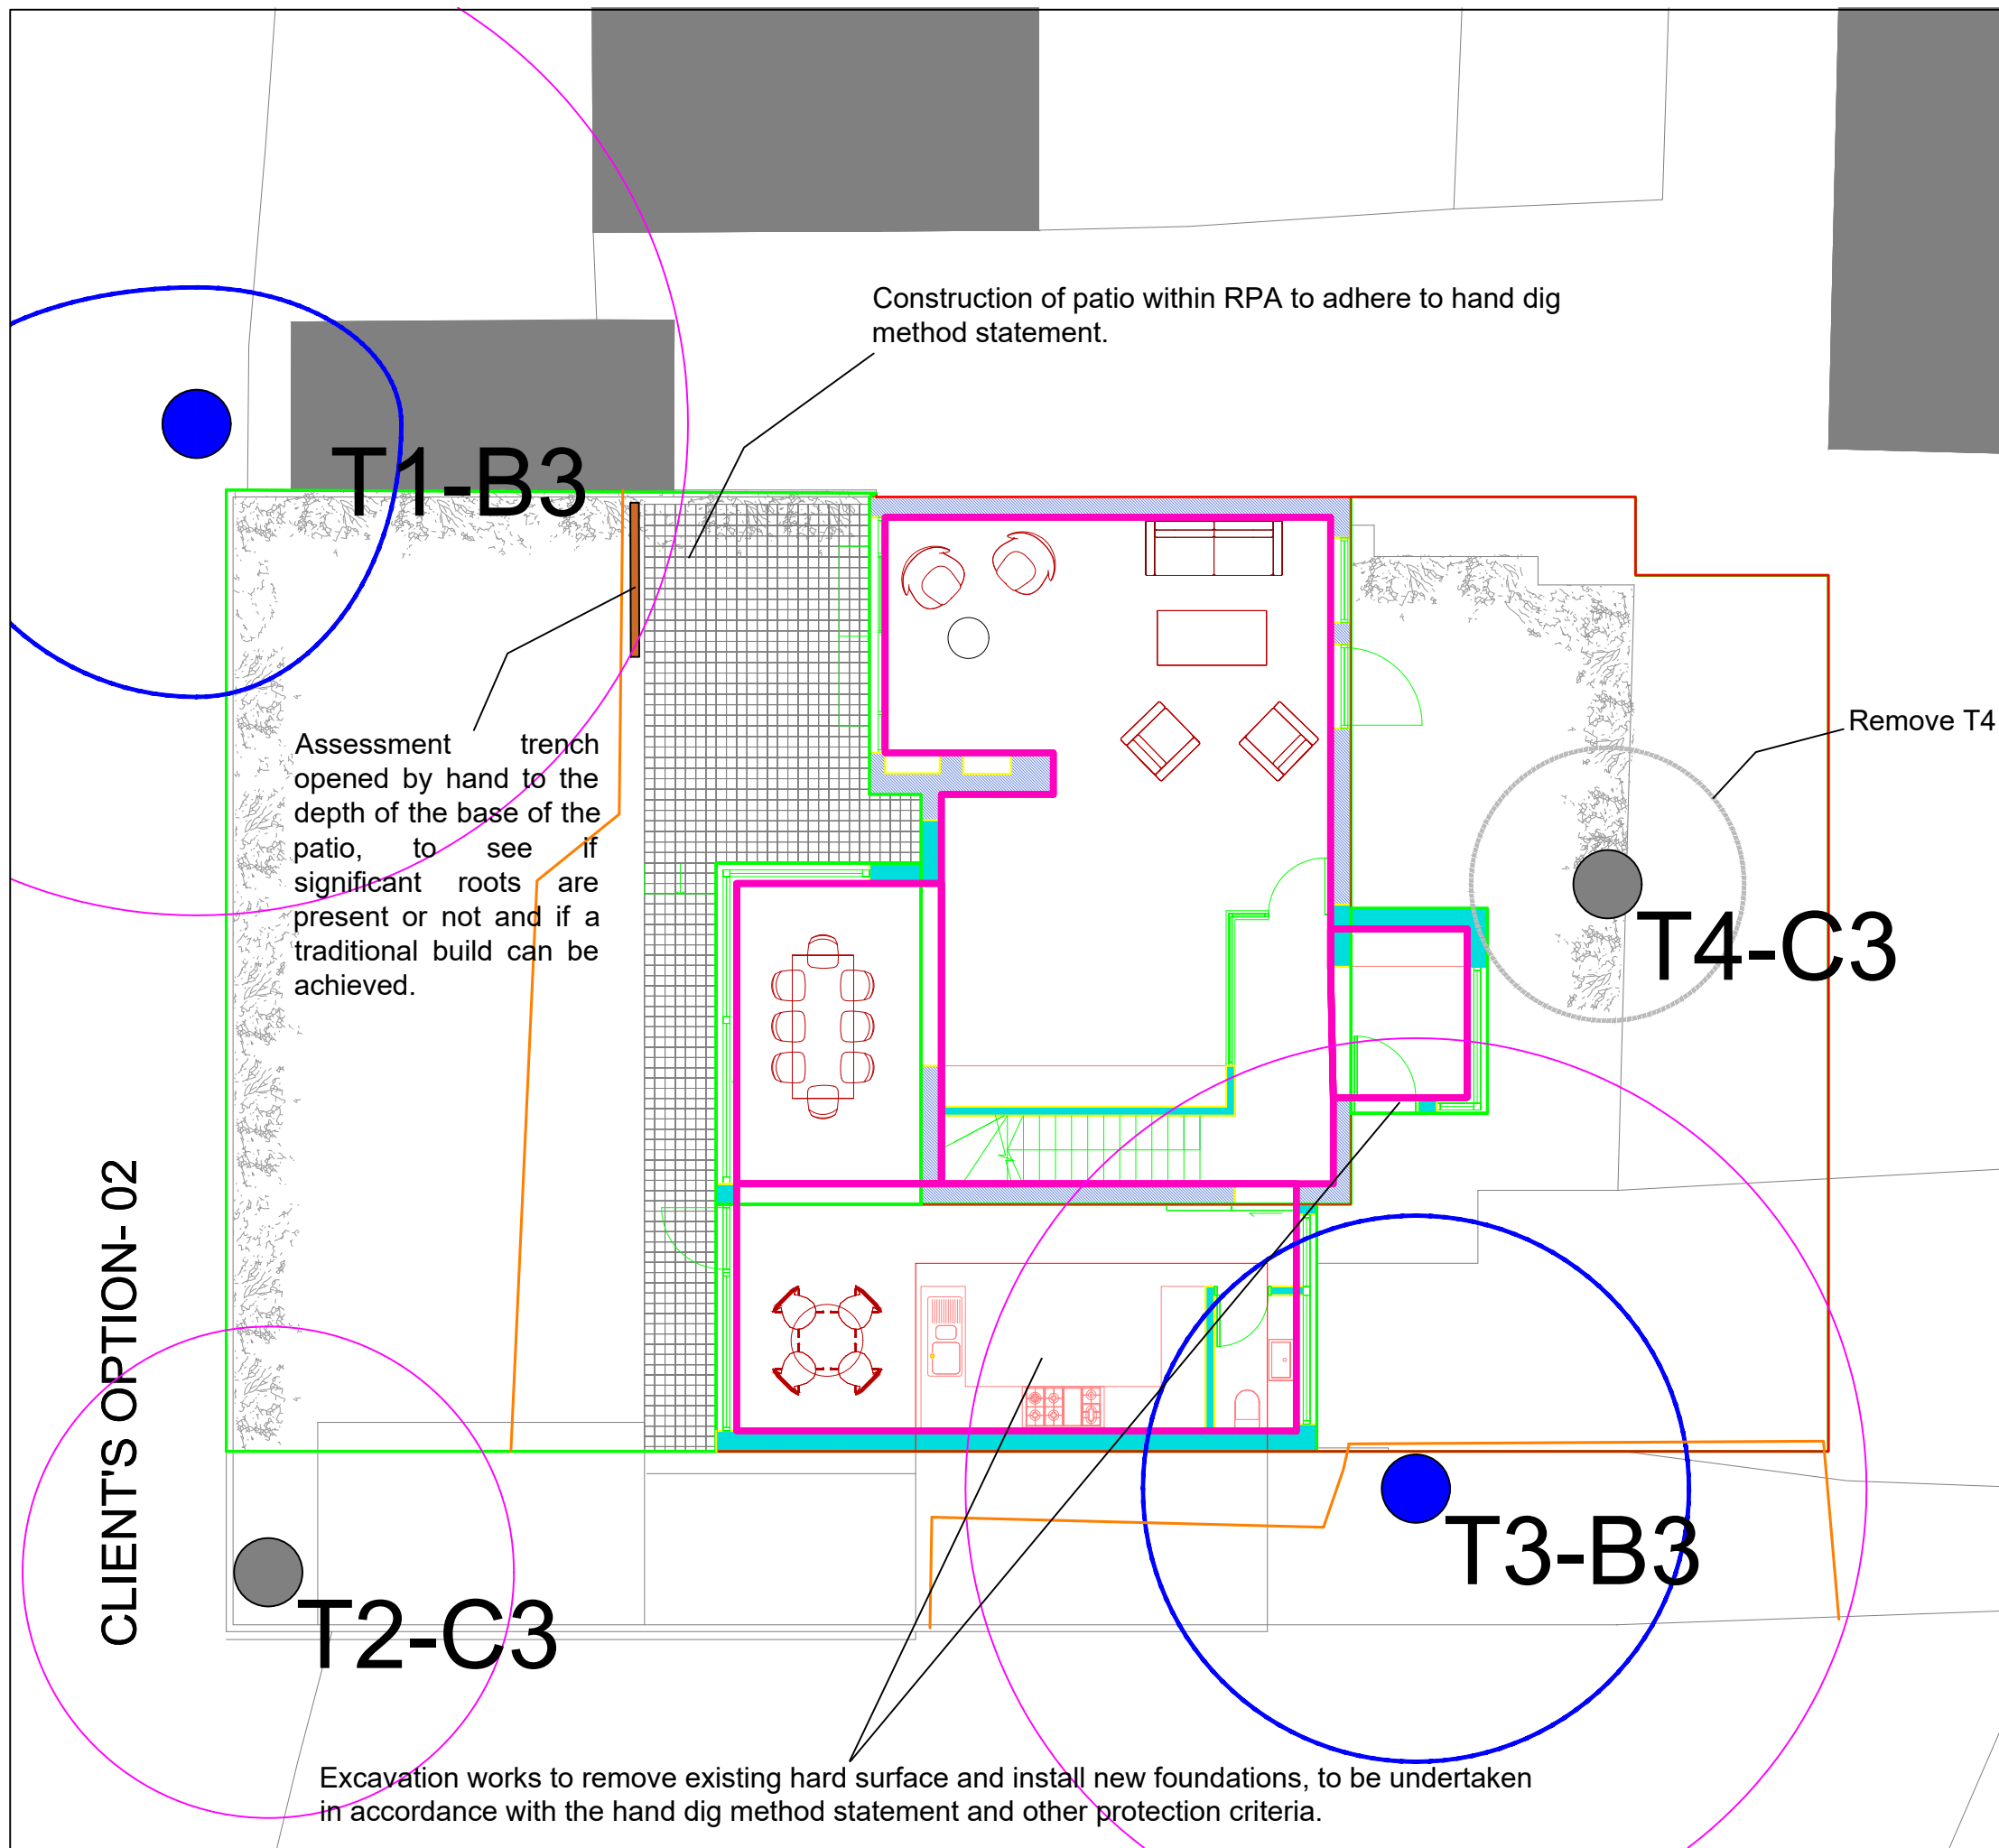 Construction of patio within RPA to adhere to hand dig
method statement.
T1-B3
Remove T4
Assessment trench
opened by hand to the
depth of the base of the
patio, to see if
significant roots are
present or not and if a
traditional build can be
achieved.
T4-C3
CLIENT'S OPTION- 02
T3-B3
T2-C3
Excavation works to remove existing hard surface and install new foundations, to be undertaken
in accordance with the hand dig method statement and other protection criteria.